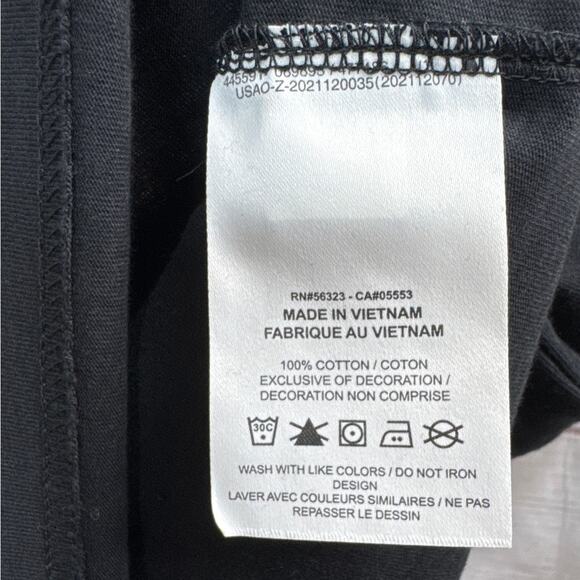 USAO-Z-2021120035(202112070)
RN#56323 - CA#05553
MADE IN VIETNAM
FABRIQUE AU VIETNAM
100% COTTON / COTON
EXCLUSIVE OF DECORATION /
DECORATION NON COMPRISE
30C
WASH WITH LIKE COLORS / DO NOT IRON
DESIGN
LAVER AVEC COULEURS SIMILAIRES / NE PAS
REPASSER LE DESSIN